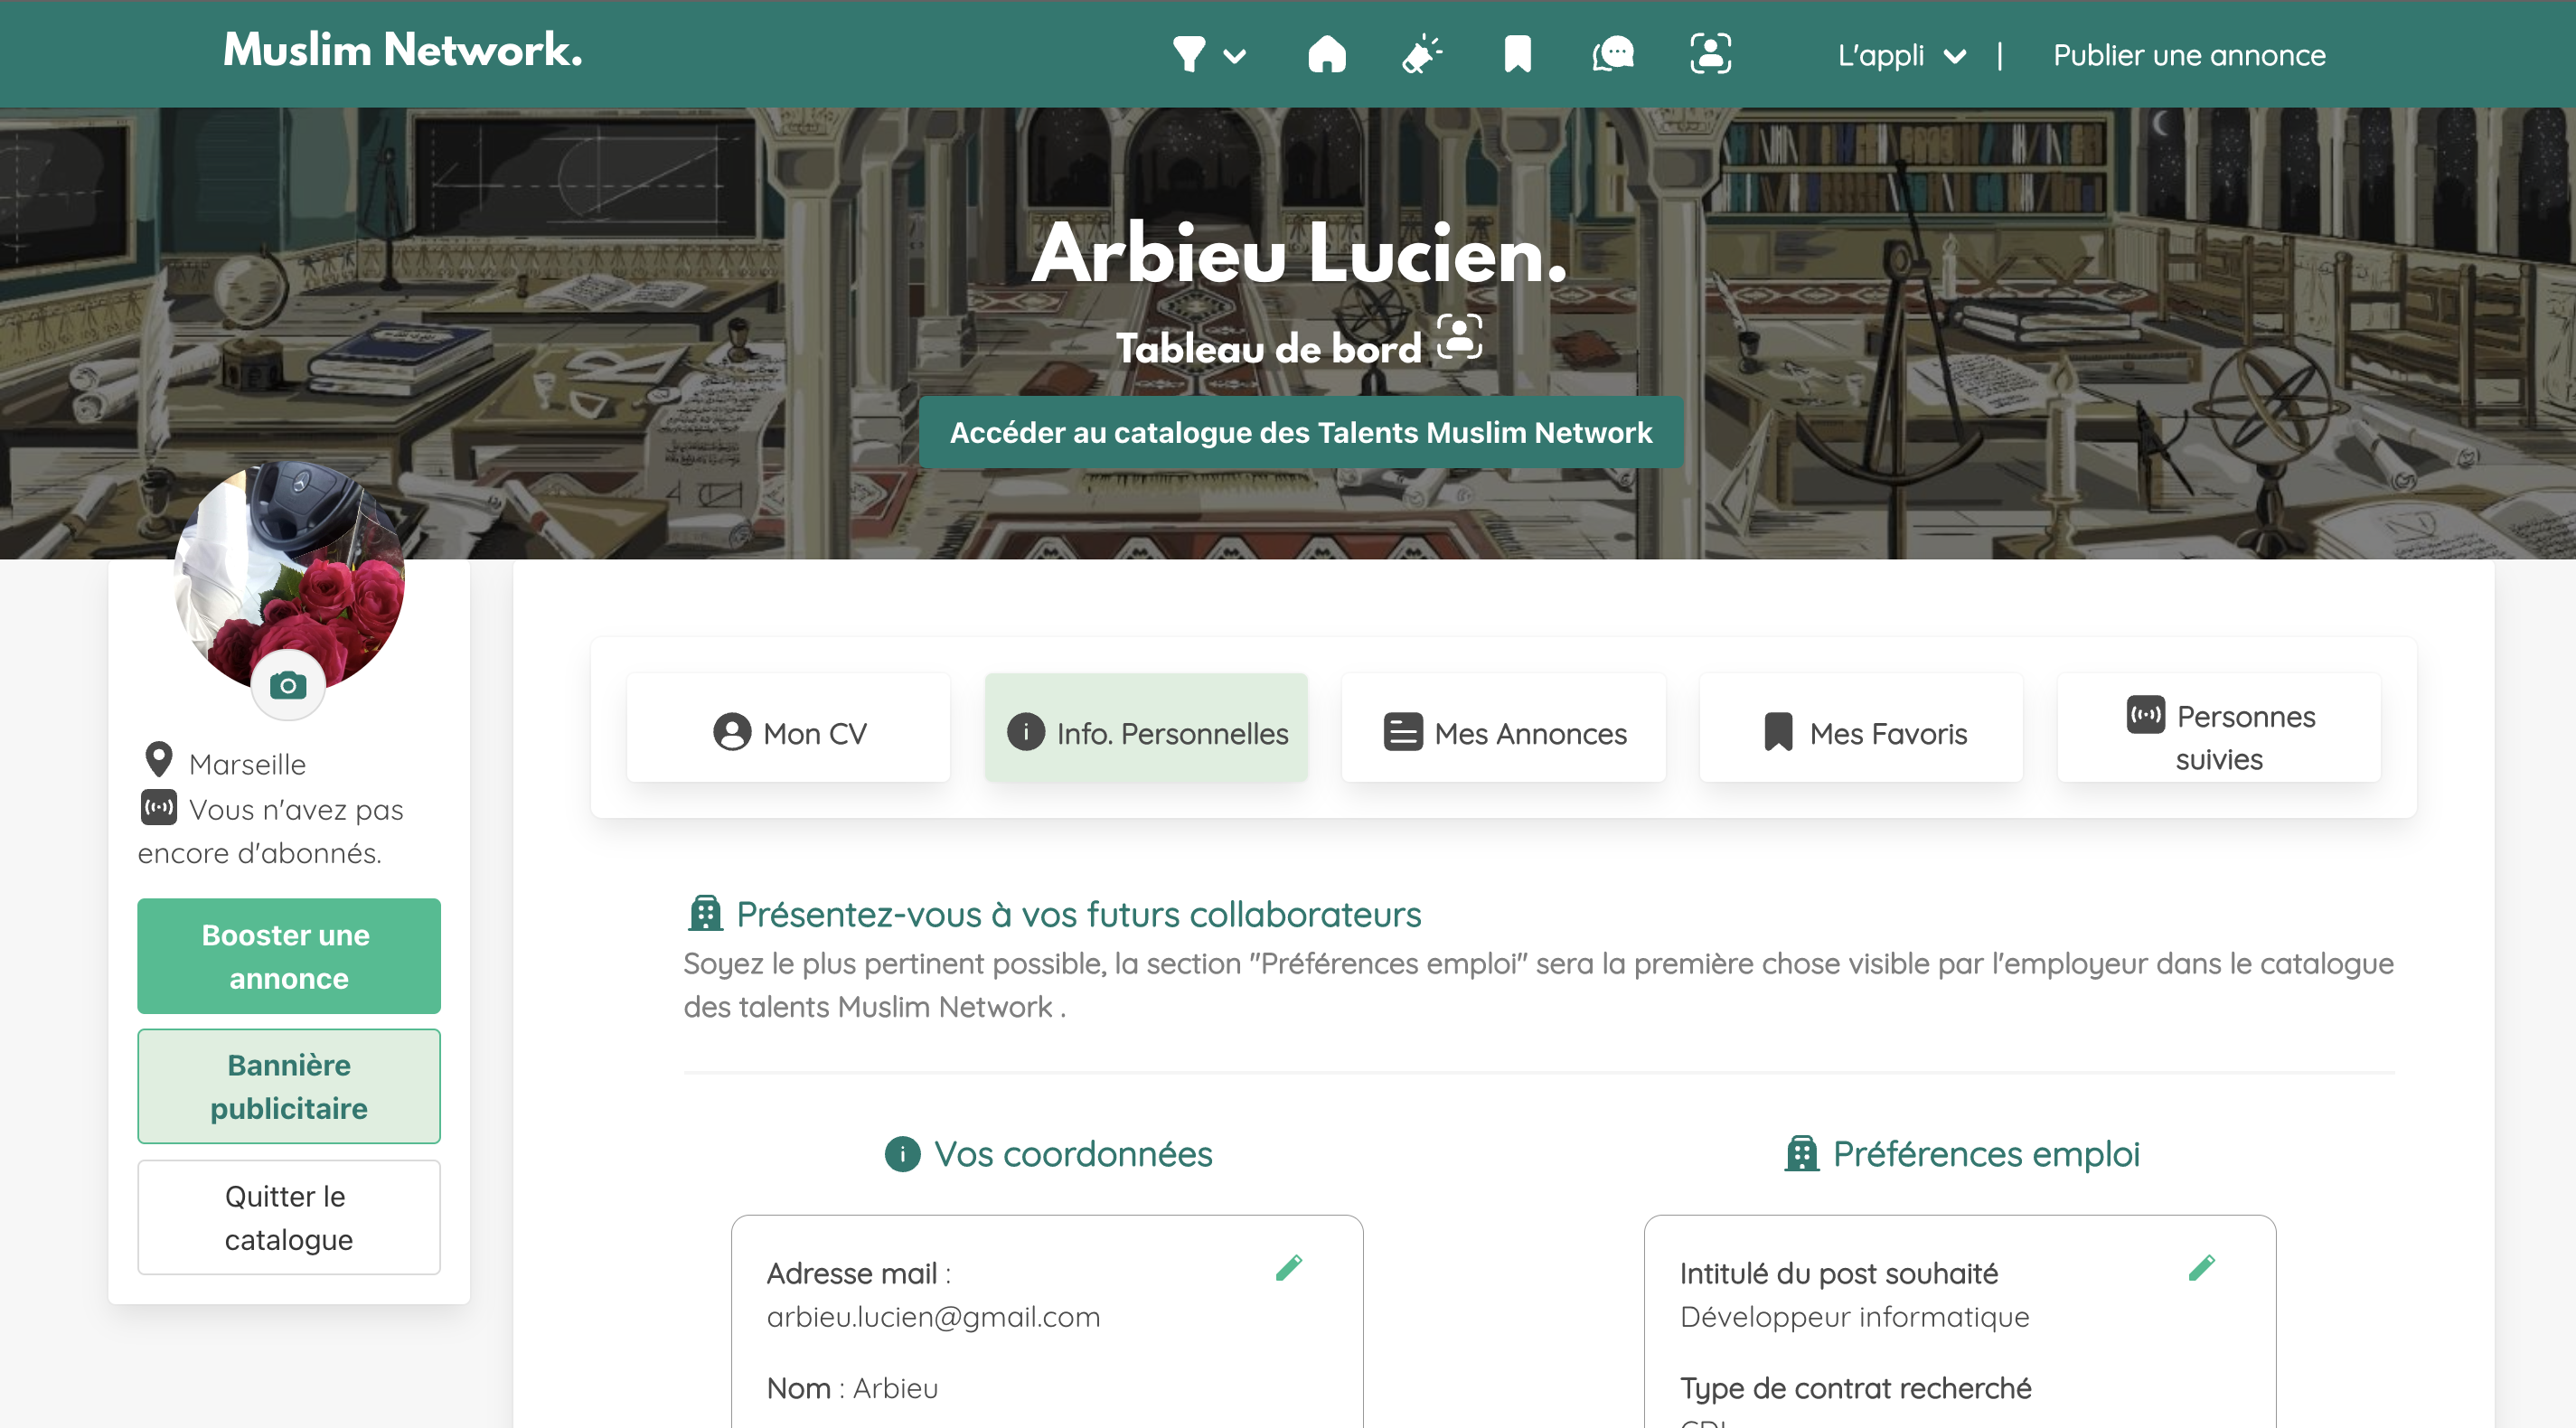 Muslim Network.
L'appli | Publier une annonce
Arbieu Lucien.
Tableau de bord
Accéder au catalogue des Talents Muslim Network
Marseille
Vous n'avez pas
encore d'abonnés.
Booster une
annonce
Bannière
publicitaire
Quitter le
catalogue
Mon CV
Info. Personnelles
Mes Annonces
Mes Favoris
Personnes
suivies
Présentez-vous à vos futurs collaborateurs
Soyez le plus pertinent possible, la section "Préférences emploi" sera la première chose visible par l'employeur dans le catalogue
des talents Muslim Network .
Vos coordonnées
Adresse mail :
arbieu.lucien@gmail.com
Nom : Arbieu
Préférences emploi
Intitulé du post souhaité
Développeur informatique
Type de contrat recherché